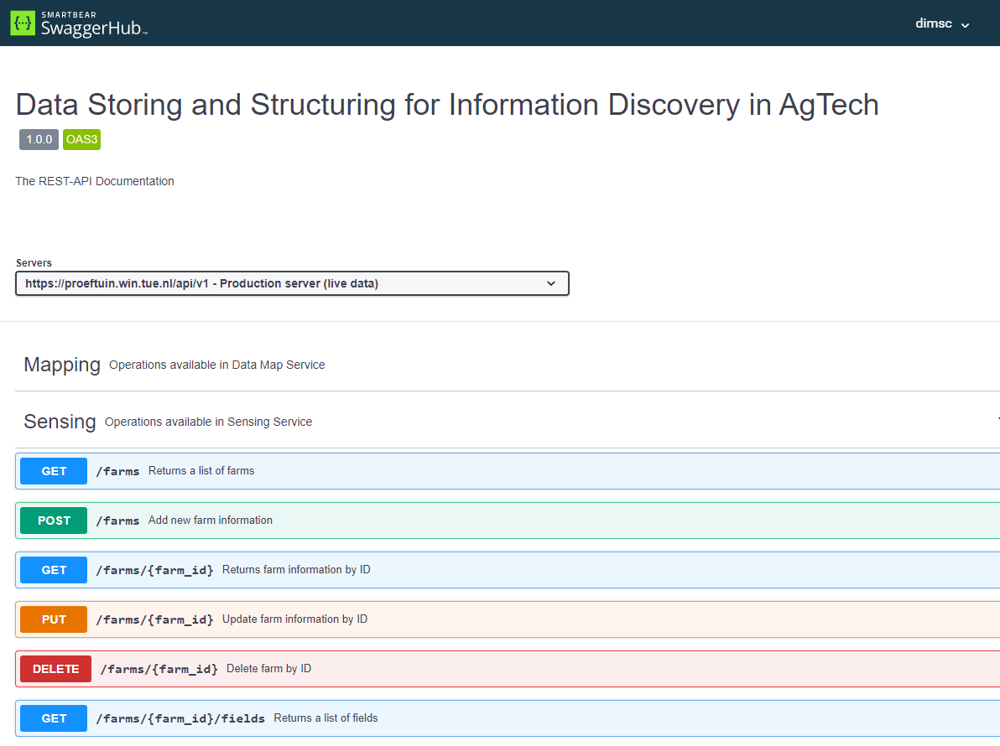 SMARTBEAR
SwaggerHub™
dimsc
Data Storing and Structuring for Information Discovery in AgTech
1.0.0 OAS3
The REST-API Documentation
Servers
https://proeftuin.win.tue.nl/api/v1 - Production server (live data)
Mapping Operations available in Data Map Service
Sensing Operations available in Sensing Service
GET /farms Returns a list of farms
POST /farms Add new farm information
GET /farms/{farm_id} Returns farm information by ID
PUT /farms/{farm_id} Update farm information by ID
DELETE /farms/{farm_id} Delete farm by ID
GET /farms/{farm_id}/fields Returns a list of fields